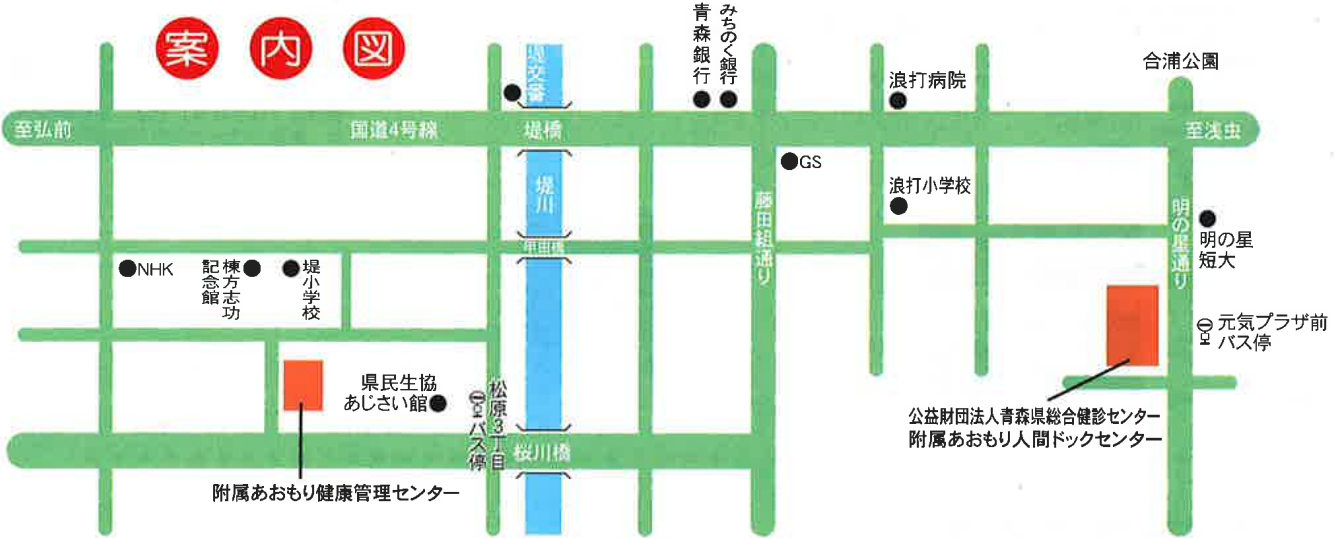 案内図
堤交番
青森銀行
みちのく銀行
浪打病院
合浦公園
至弘前
国道4号線
堤橋
至浅虫
GS
堤川
藤田組通り
浪打小学校
明の星通り
明の星
短大
甲田橋
NHK
棟方志功
記念館
堤小学校
元気プラザ前
バス停
県民生協
あじさい館
松原3丁目
バス停
公益財団法人青森県総合健診センター
附属あおもり人間ドックセンター
桜川橋
附属あおもり健康管理センター